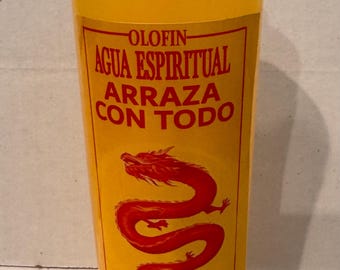 OLOFIN
AGUA ESPIRITUAL
ARRAZA
CON TODO